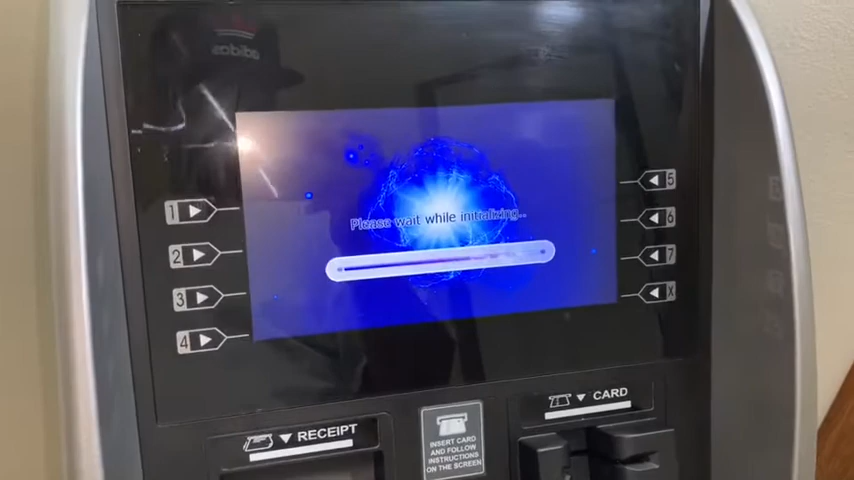 adidas
Please wait while initializing...
1
2
3
4
5
6
7
X
RECEIPT
INSERT CARD
AND FOLLOW
INSTRUCTIONS
ON THE SCREEN
CARD